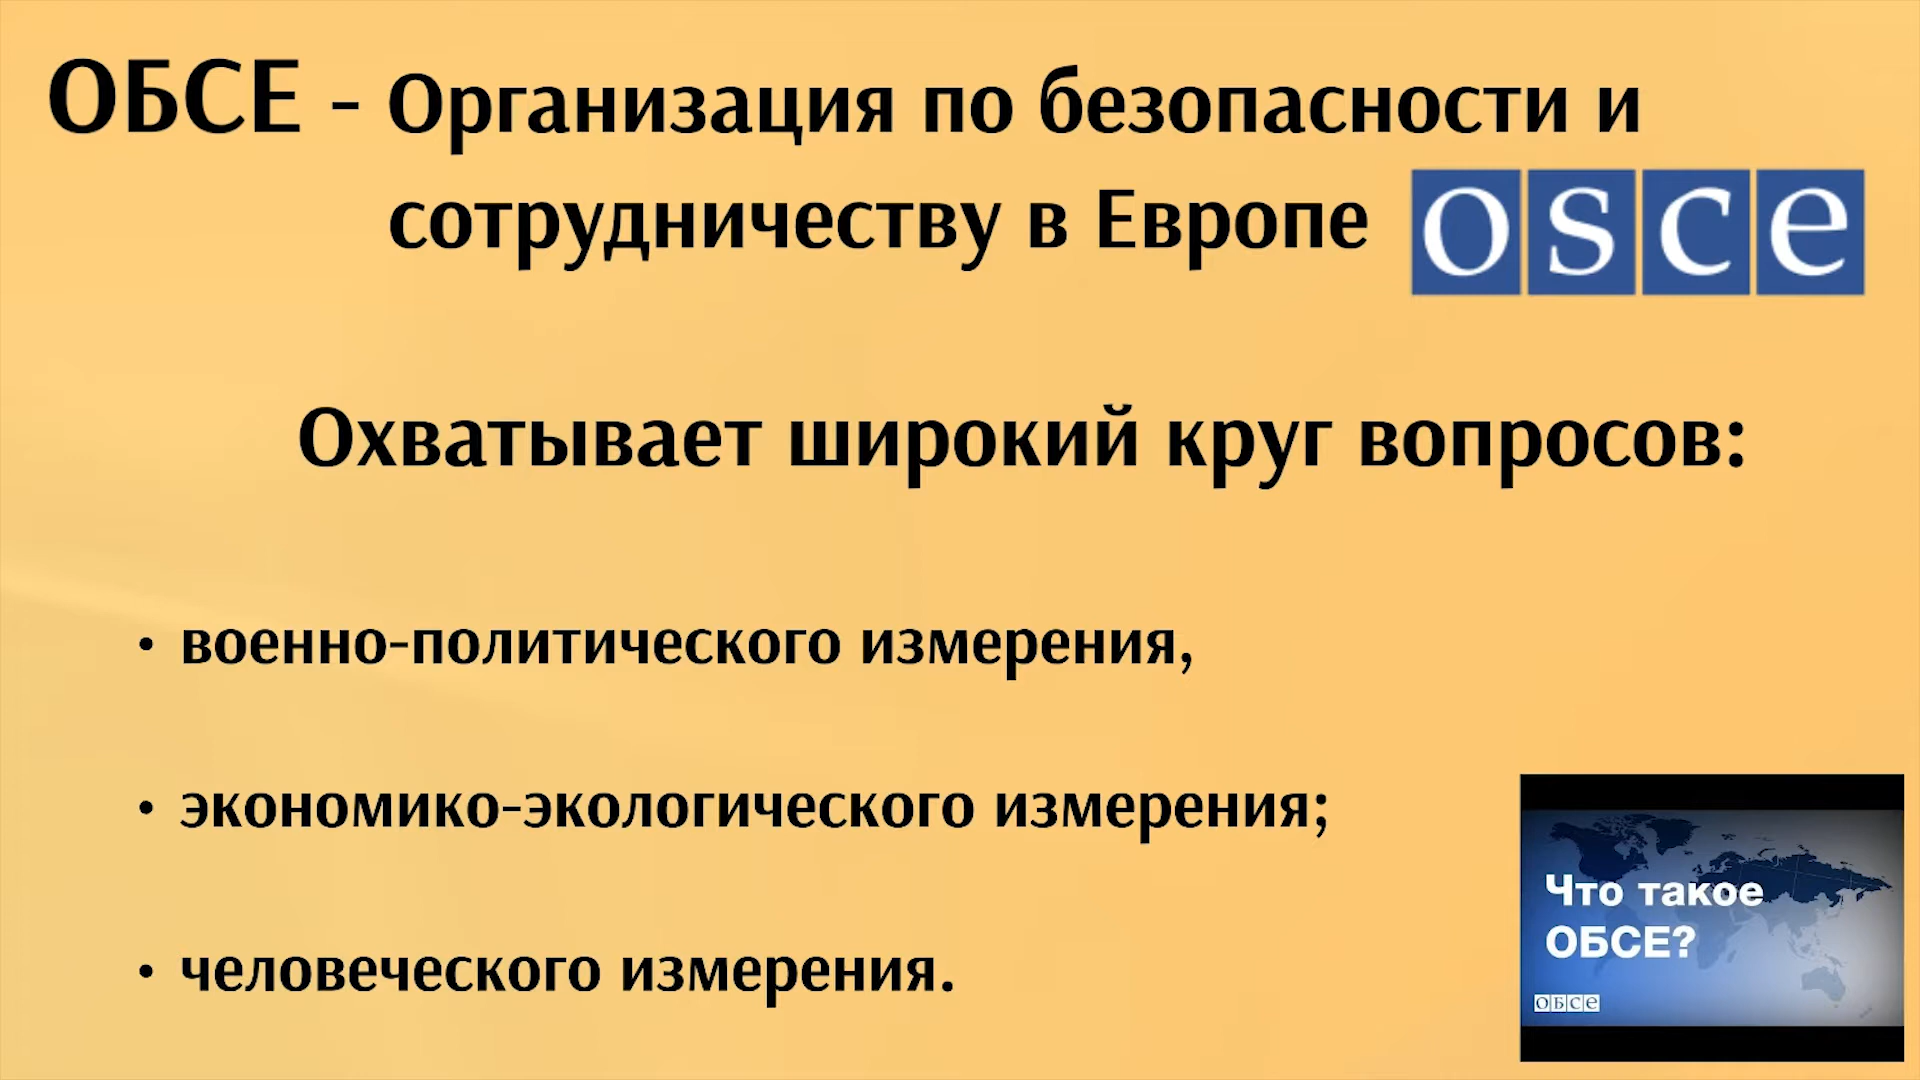 ОБСЕ - Организация по безопасности и
сотрудничеству в Европе
osce
Охватывает широкий круг вопросов:
• военно-политического измерения,
• экономико-экологического измерения;
• человеческого измерения.
Что такое
ОБСЕ?
обсе